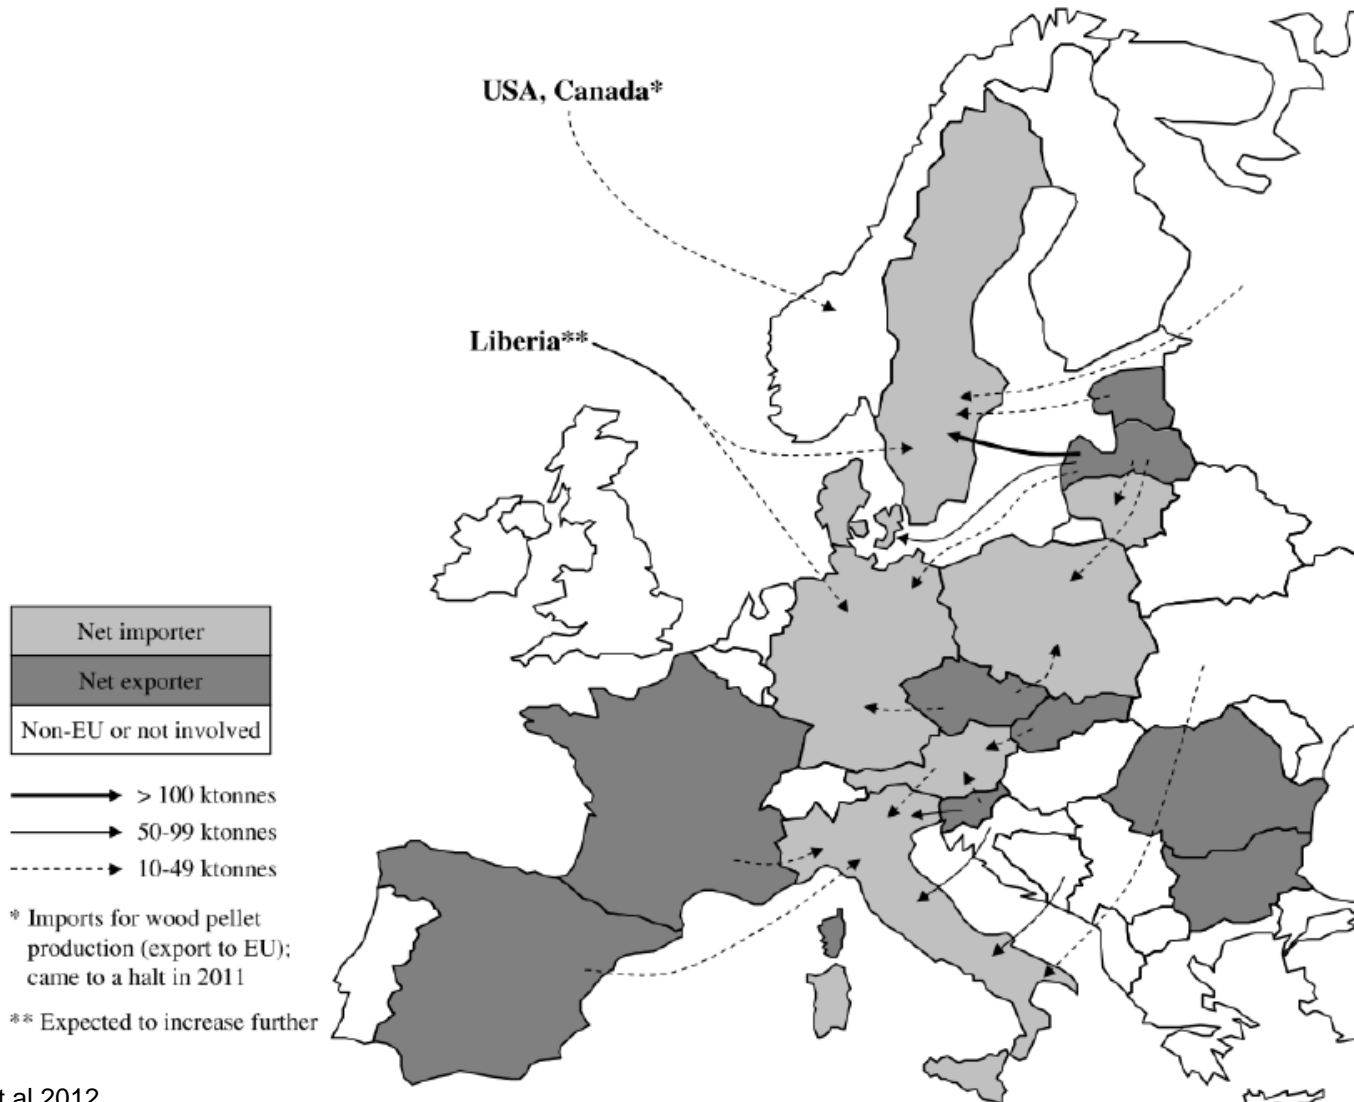 USA, Canada*
Liberia**
Net importer
Net exporter
Non-EU or not involved
> 100 ktonnes
50-99 ktonnes
10-49 ktonnes
* Imports for wood pellet
production (export to EU);
came to a halt in 2011
** Expected to increase further
t al 2012